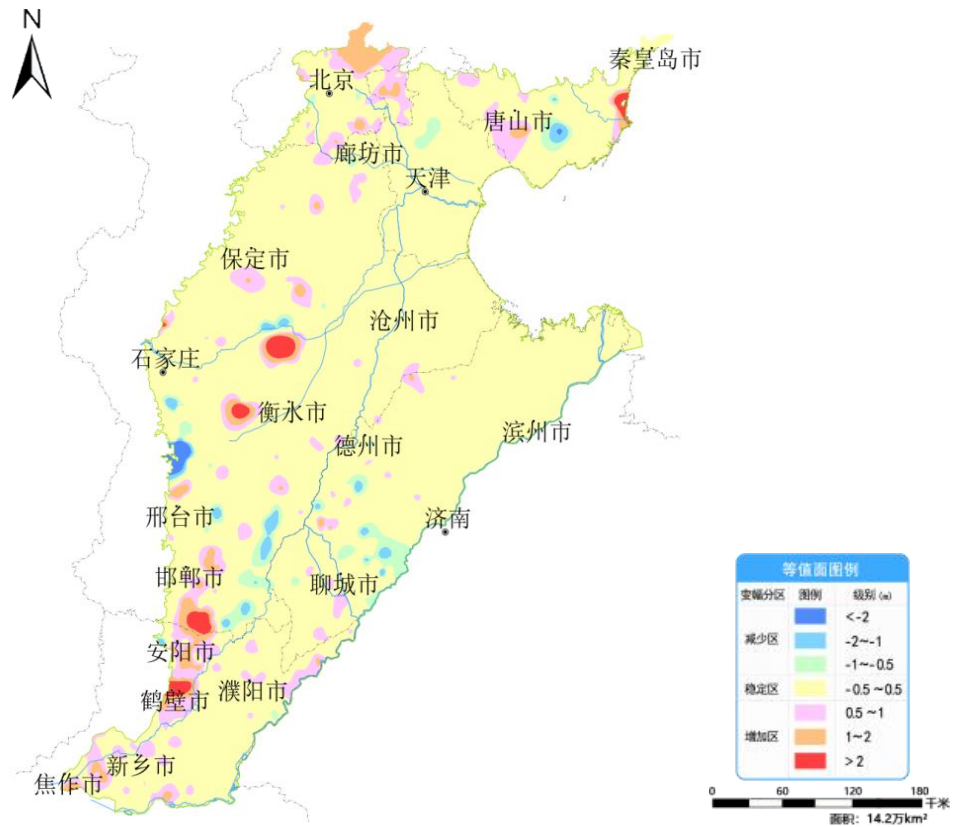 N
秦皇岛市
北京
唐山市
廊坊市
天津
保定市
沧州市
石家庄
衡水市
滨州市
德州市
邢台市
济南
邯郸市
聊城市
安阳市
鹤壁市
濮阳市
新乡市
焦作市
等值面图例
变幅分区 图例 级别 (m)
<-2
减少区 -2~-1
-1~-0.5
稳定区 -0.5~0.5
0.5~1
增加区 1~2
>2
0 60 120 180
千米
面积: 14.2万km²